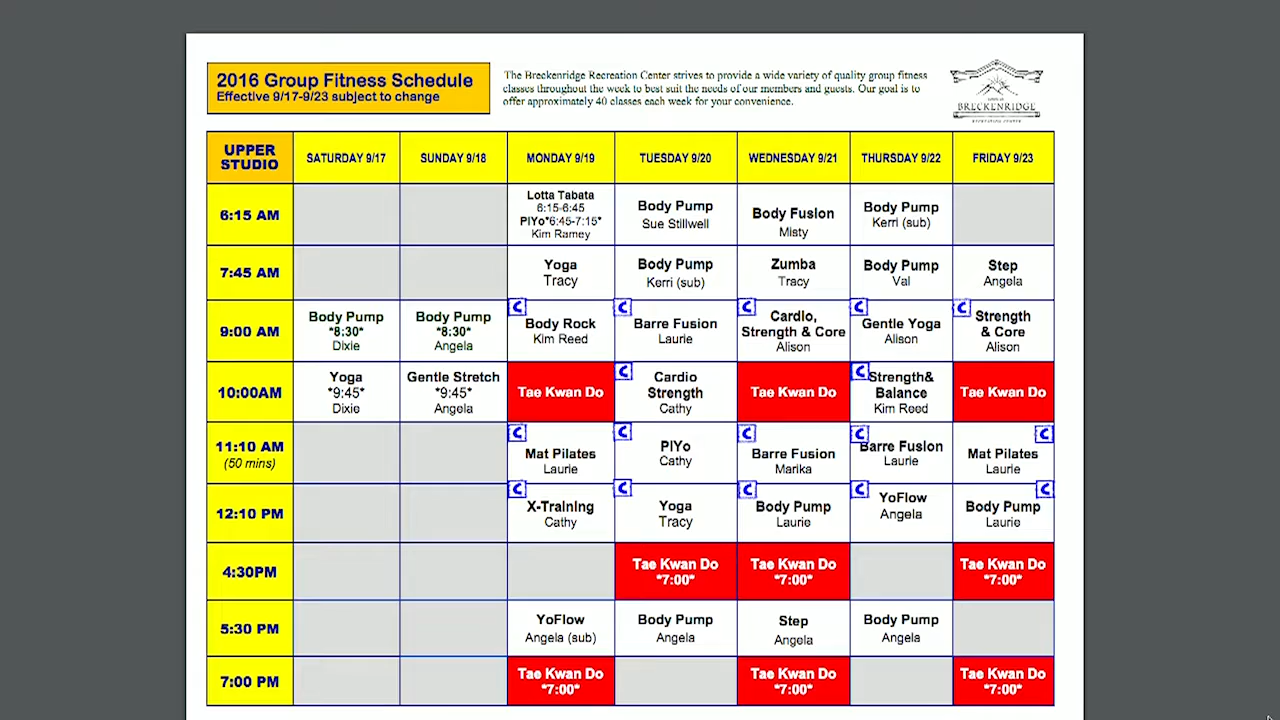 2016 Group Fitness Schedule
Effective 9/17-9/23 subject to change
The Breckenridge Recreation Center strives to provide a wide variety of quality group fitness
classes throughout the week to best suit the needs of our members and guests. Our goal is to
offer approximately 40 classes each week for your convenience.
BRECKENRIDGE
RECREATION CENTER
UPPER
STUDIO
SATURDAY 9/17
SUNDAY 9/18
MONDAY 9/19
TUESDAY 9/20
WEDNESDAY 9/21
THURSDAY 9/22
FRIDAY 9/23
6:15 AM
Lotta Tabata
6:15-6:45
PIYo*6:45-7:15*
Kim Ramey
Body Pump
Sue Stillwell
Body Fusion
Misty
Body Pump
Kerri (sub)
7:45 AM
Yoga
Tracy
Body Pump
Kerri (sub)
Zumba
Tracy
Body Pump
Val
Step
Angela
9:00 AM
Body Pump
*8:30*
Dixie
Body Pump
*8:30*
Angela
C
Body Rock
Kim Reed
C
Barre Fusion
Laurie
C
Cardio,
Strength & Core
Alison
C
Gentle Yoga
Alison
C
Strength
& Core
Alison
10:00AM
Yoga
*9:45*
Dixie
Gentle Stretch
*9:45*
Angela
Tae Kwan Do
C
Cardio
Strength
Cathy
Tae Kwan Do
C
Strength&
Balance
Kim Reed
Tae Kwan Do
11:10 AM
(50 mins)
C
Mat Pilates
Laurie
C
PIYo
Cathy
C
Barre Fusion
Marika
C
Barre Fusion
Laurie
C
Mat Pilates
Laurie
12:10 PM
C
X-Training
Cathy
C
Yoga
Tracy
C
Body Pump
Laurie
C
YoFlow
Angela
C
Body Pump
Laurie
4:30PM
Tae Kwan Do
*7:00*
Tae Kwan Do
*7:00*
Tae Kwan Do
*7:00*
5:30 PM
YoFlow
Angela (sub)
Body Pump
Angela
Step
Angela
Body Pump
Angela
7:00 PM
Tae Kwan Do
*7:00*
Tae Kwan Do
*7:00*
Tae Kwan Do
*7:00*